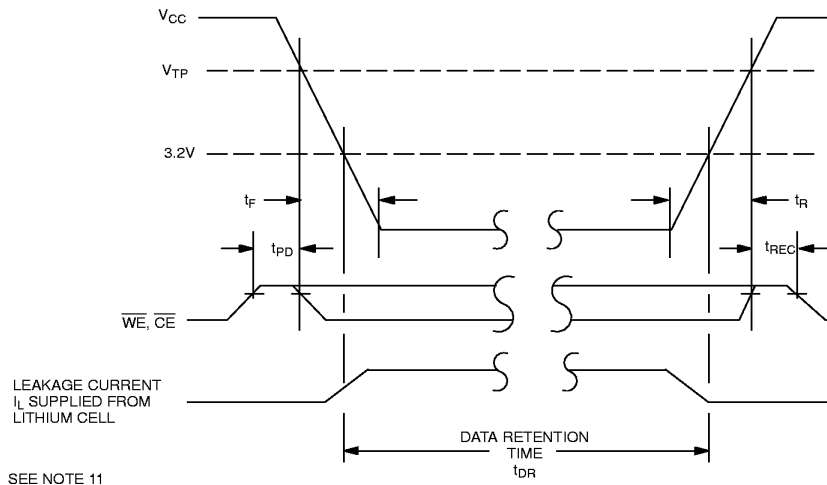 VCC
VTP
3.2V
tF
tR
tPD
tREC
WE, CE
LEAKAGE CURRENT
IL SUPPLIED FROM
LITHIUM CELL
DATA RETENTION
TIME
tDR
SEE NOTE 11